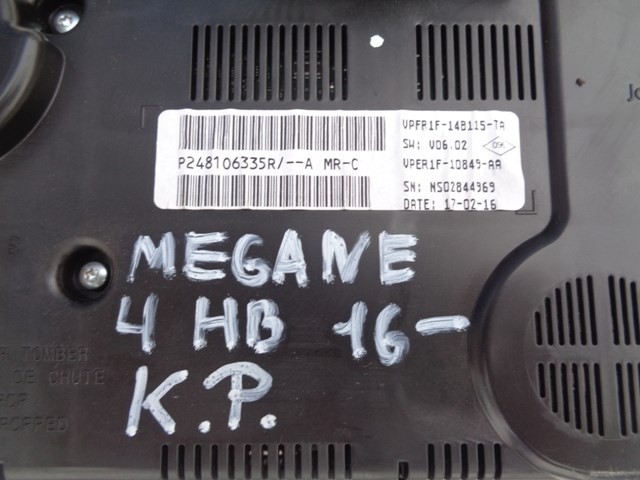 VPFR1F-14B115-TA
SW: V06.02
P248106335R/--A MR-C
VPER1F-10849-AA
SN: NS02844969
DATE: 17-02-16
Jo
MEGANE
4 HB 16-
K.P.
TOMBER
DE CHUTE